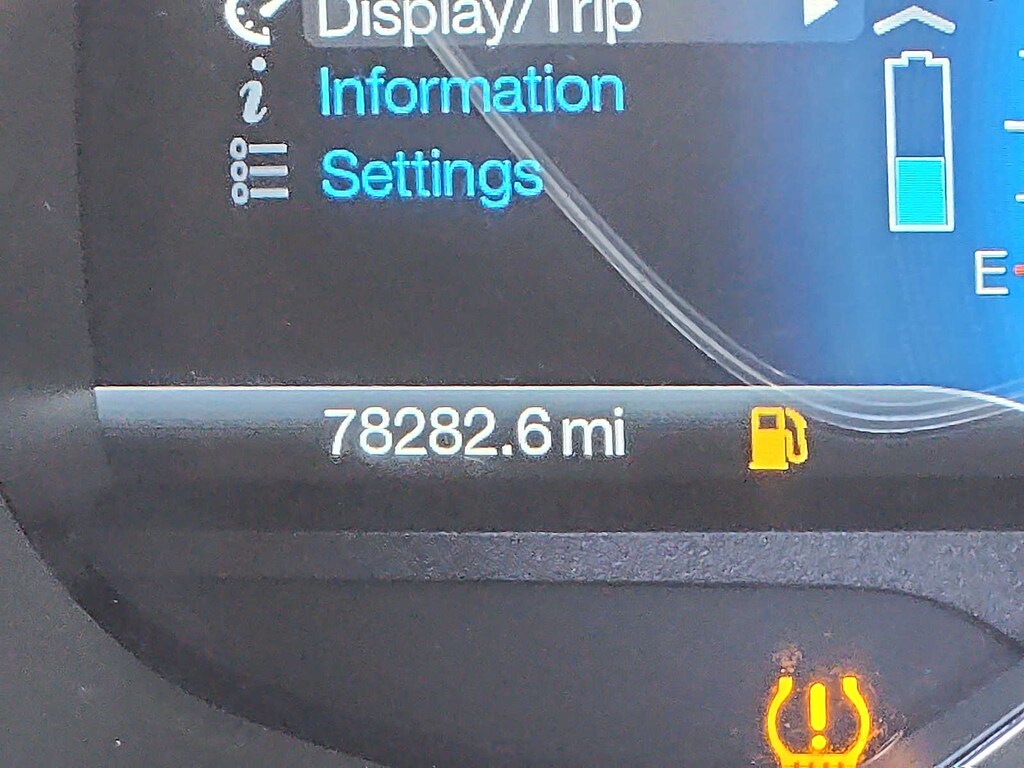 Display/Trip
Information
Settings
E
78282.6 mi